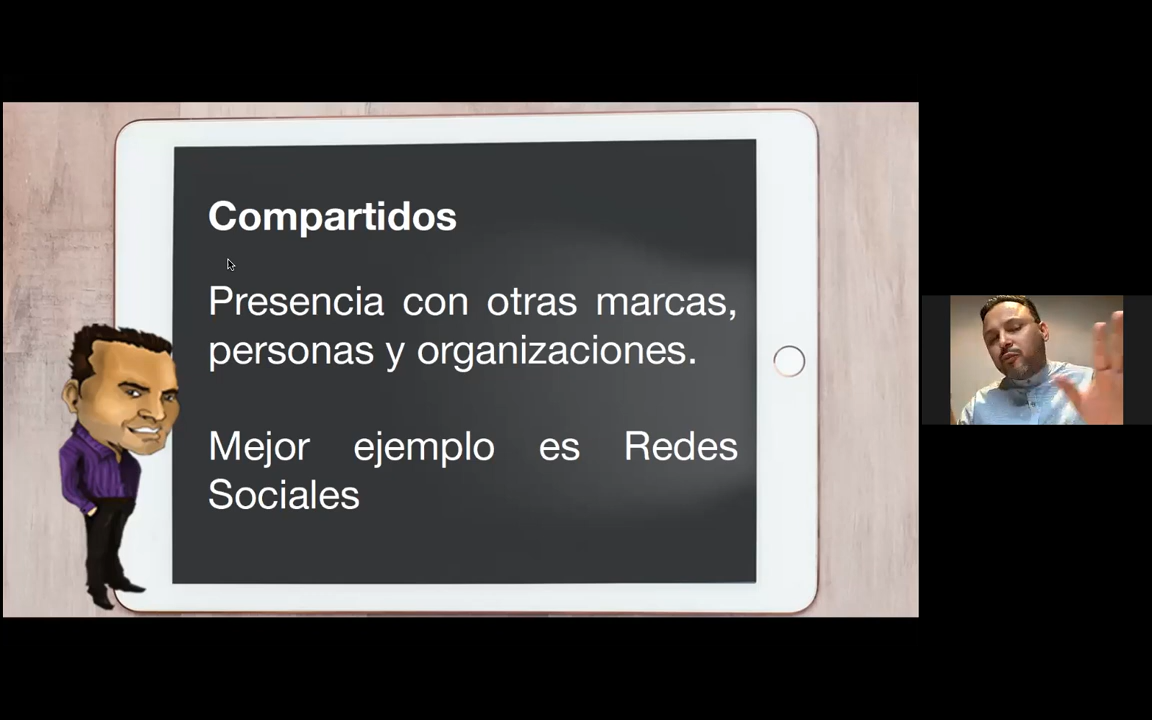 Compartidos
Presencia con otras marcas,
personas y organizaciones.
Mejor ejemplo es Redes
Sociales